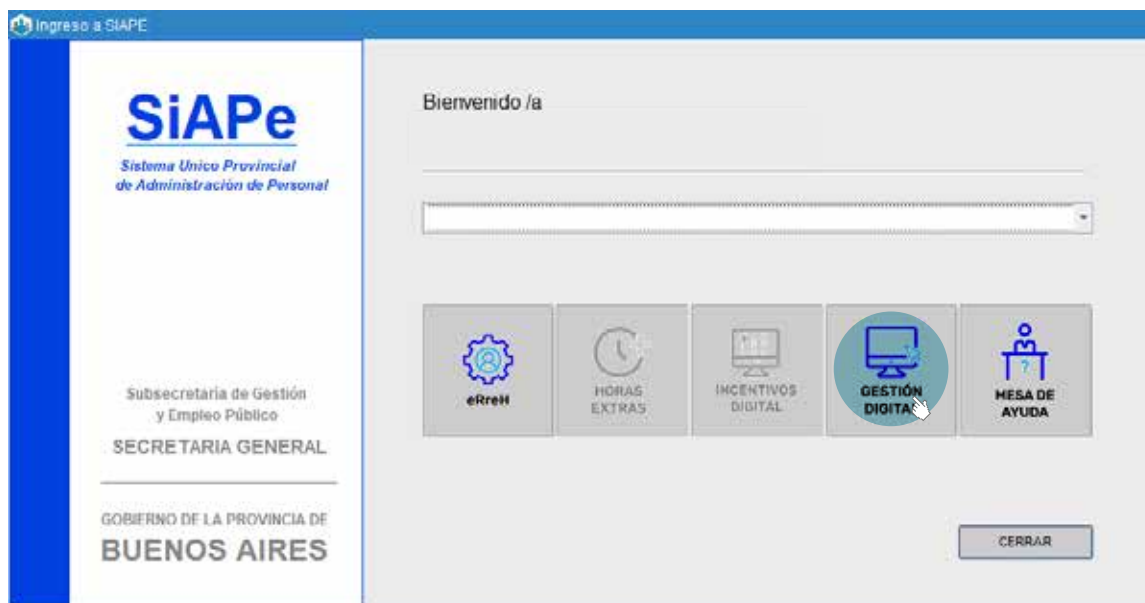 Ingreso a SIAPE
SiAPe
Sistema Unico Provincial
de Administración de Personal
Subsecretaría de Gestión
y Empleo Público
SECRETARIA GENERAL
GOBIERNO DE LA PROVINCIA DE
BUENOS AIRES
Bienvenido /a
eRreH
HORAS
EXTRAS
INCENTIVOS
DIGITAL
GESTIÓN
DIGITAL
MESA DE
AYUDA
?
CERRAR